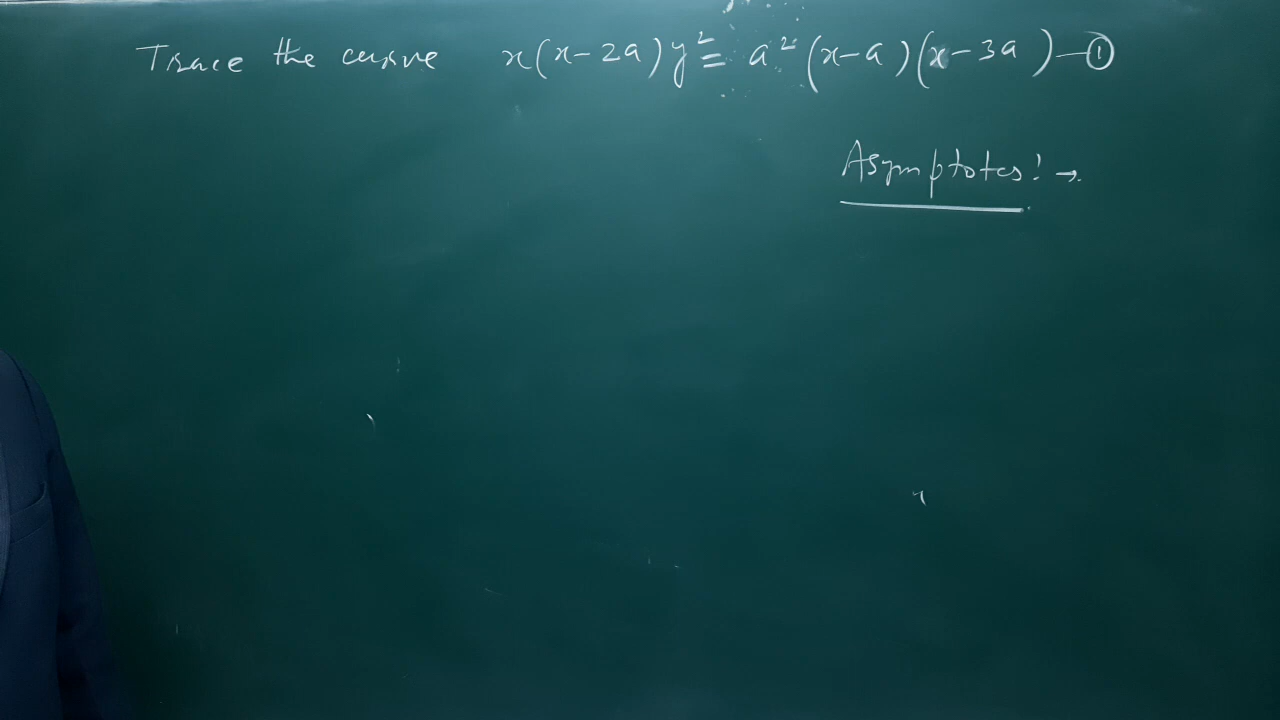 Trace the curve x(x-2a)y² = a²(x-a)(x-3a) — ①
Asymptotes! →